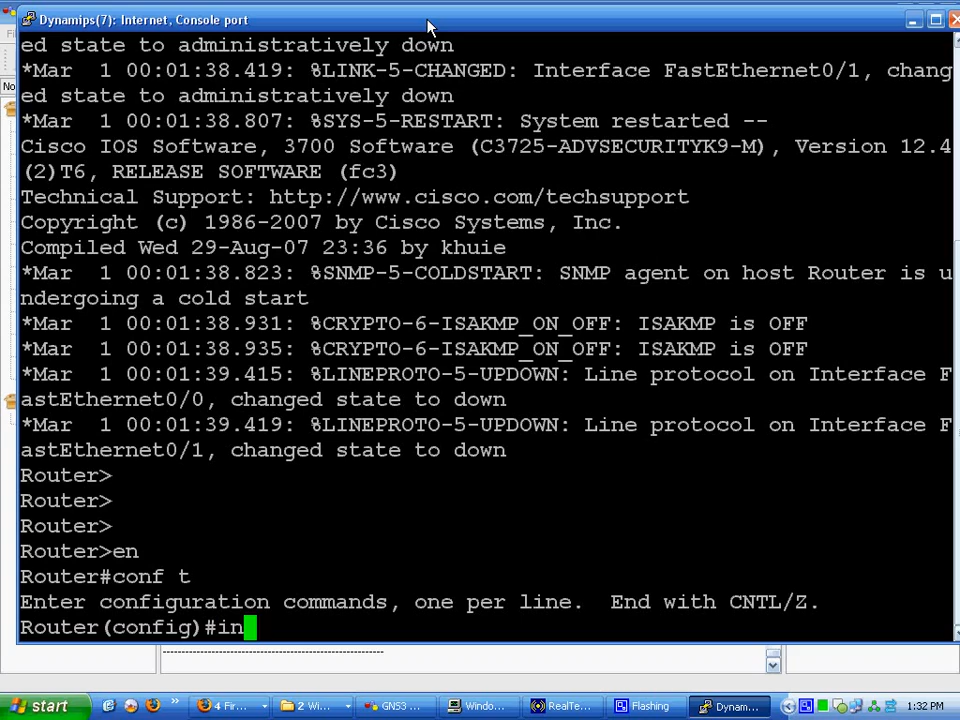 Dynamips(7): Internet, Console port
ed state to administratively down
*Mar  1 00:01:38.419: %LINK-5-CHANGED: Interface FastEthernet0/1, chang
ed state to administratively down
*Mar  1 00:01:38.807: %SYS-5-RESTART: System restarted --
Cisco IOS Software, 3700 Software (C3725-ADVSECURITYK9-M), Version 12.4
(2)T6, RELEASE SOFTWARE (fc3)
Technical Support: http://www.cisco.com/techsupport
Copyright (c) 1986-2007 by Cisco Systems, Inc.
Compiled Wed 29-Aug-07 23:36 by khuie
*Mar  1 00:01:38.823: %SNMP-5-COLDSTART: SNMP agent on host Router is u
ndergoing a cold start
*Mar  1 00:01:38.931: %CRYPTO-6-ISAKMP_ON_OFF: ISAKMP is OFF
*Mar  1 00:01:38.935: %CRYPTO-6-ISAKMP_ON_OFF: ISAKMP is OFF
*Mar  1 00:01:39.415: %LINEPROTO-5-UPDOWN: Line protocol on Interface F
astEthernet0/0, changed state to down
*Mar  1 00:01:39.419: %LINEPROTO-5-UPDOWN: Line protocol on Interface F
astEthernet0/1, changed state to down
Router>
Router>
Router>
Router>en
Router#conf t
Enter configuration commands, one per line.  End with CNTL/Z.
Router(config)#in
start 4 Fir... 2 Wi... GNS3 Windo... RealTe... Flashing Dynam... 1:32 PM